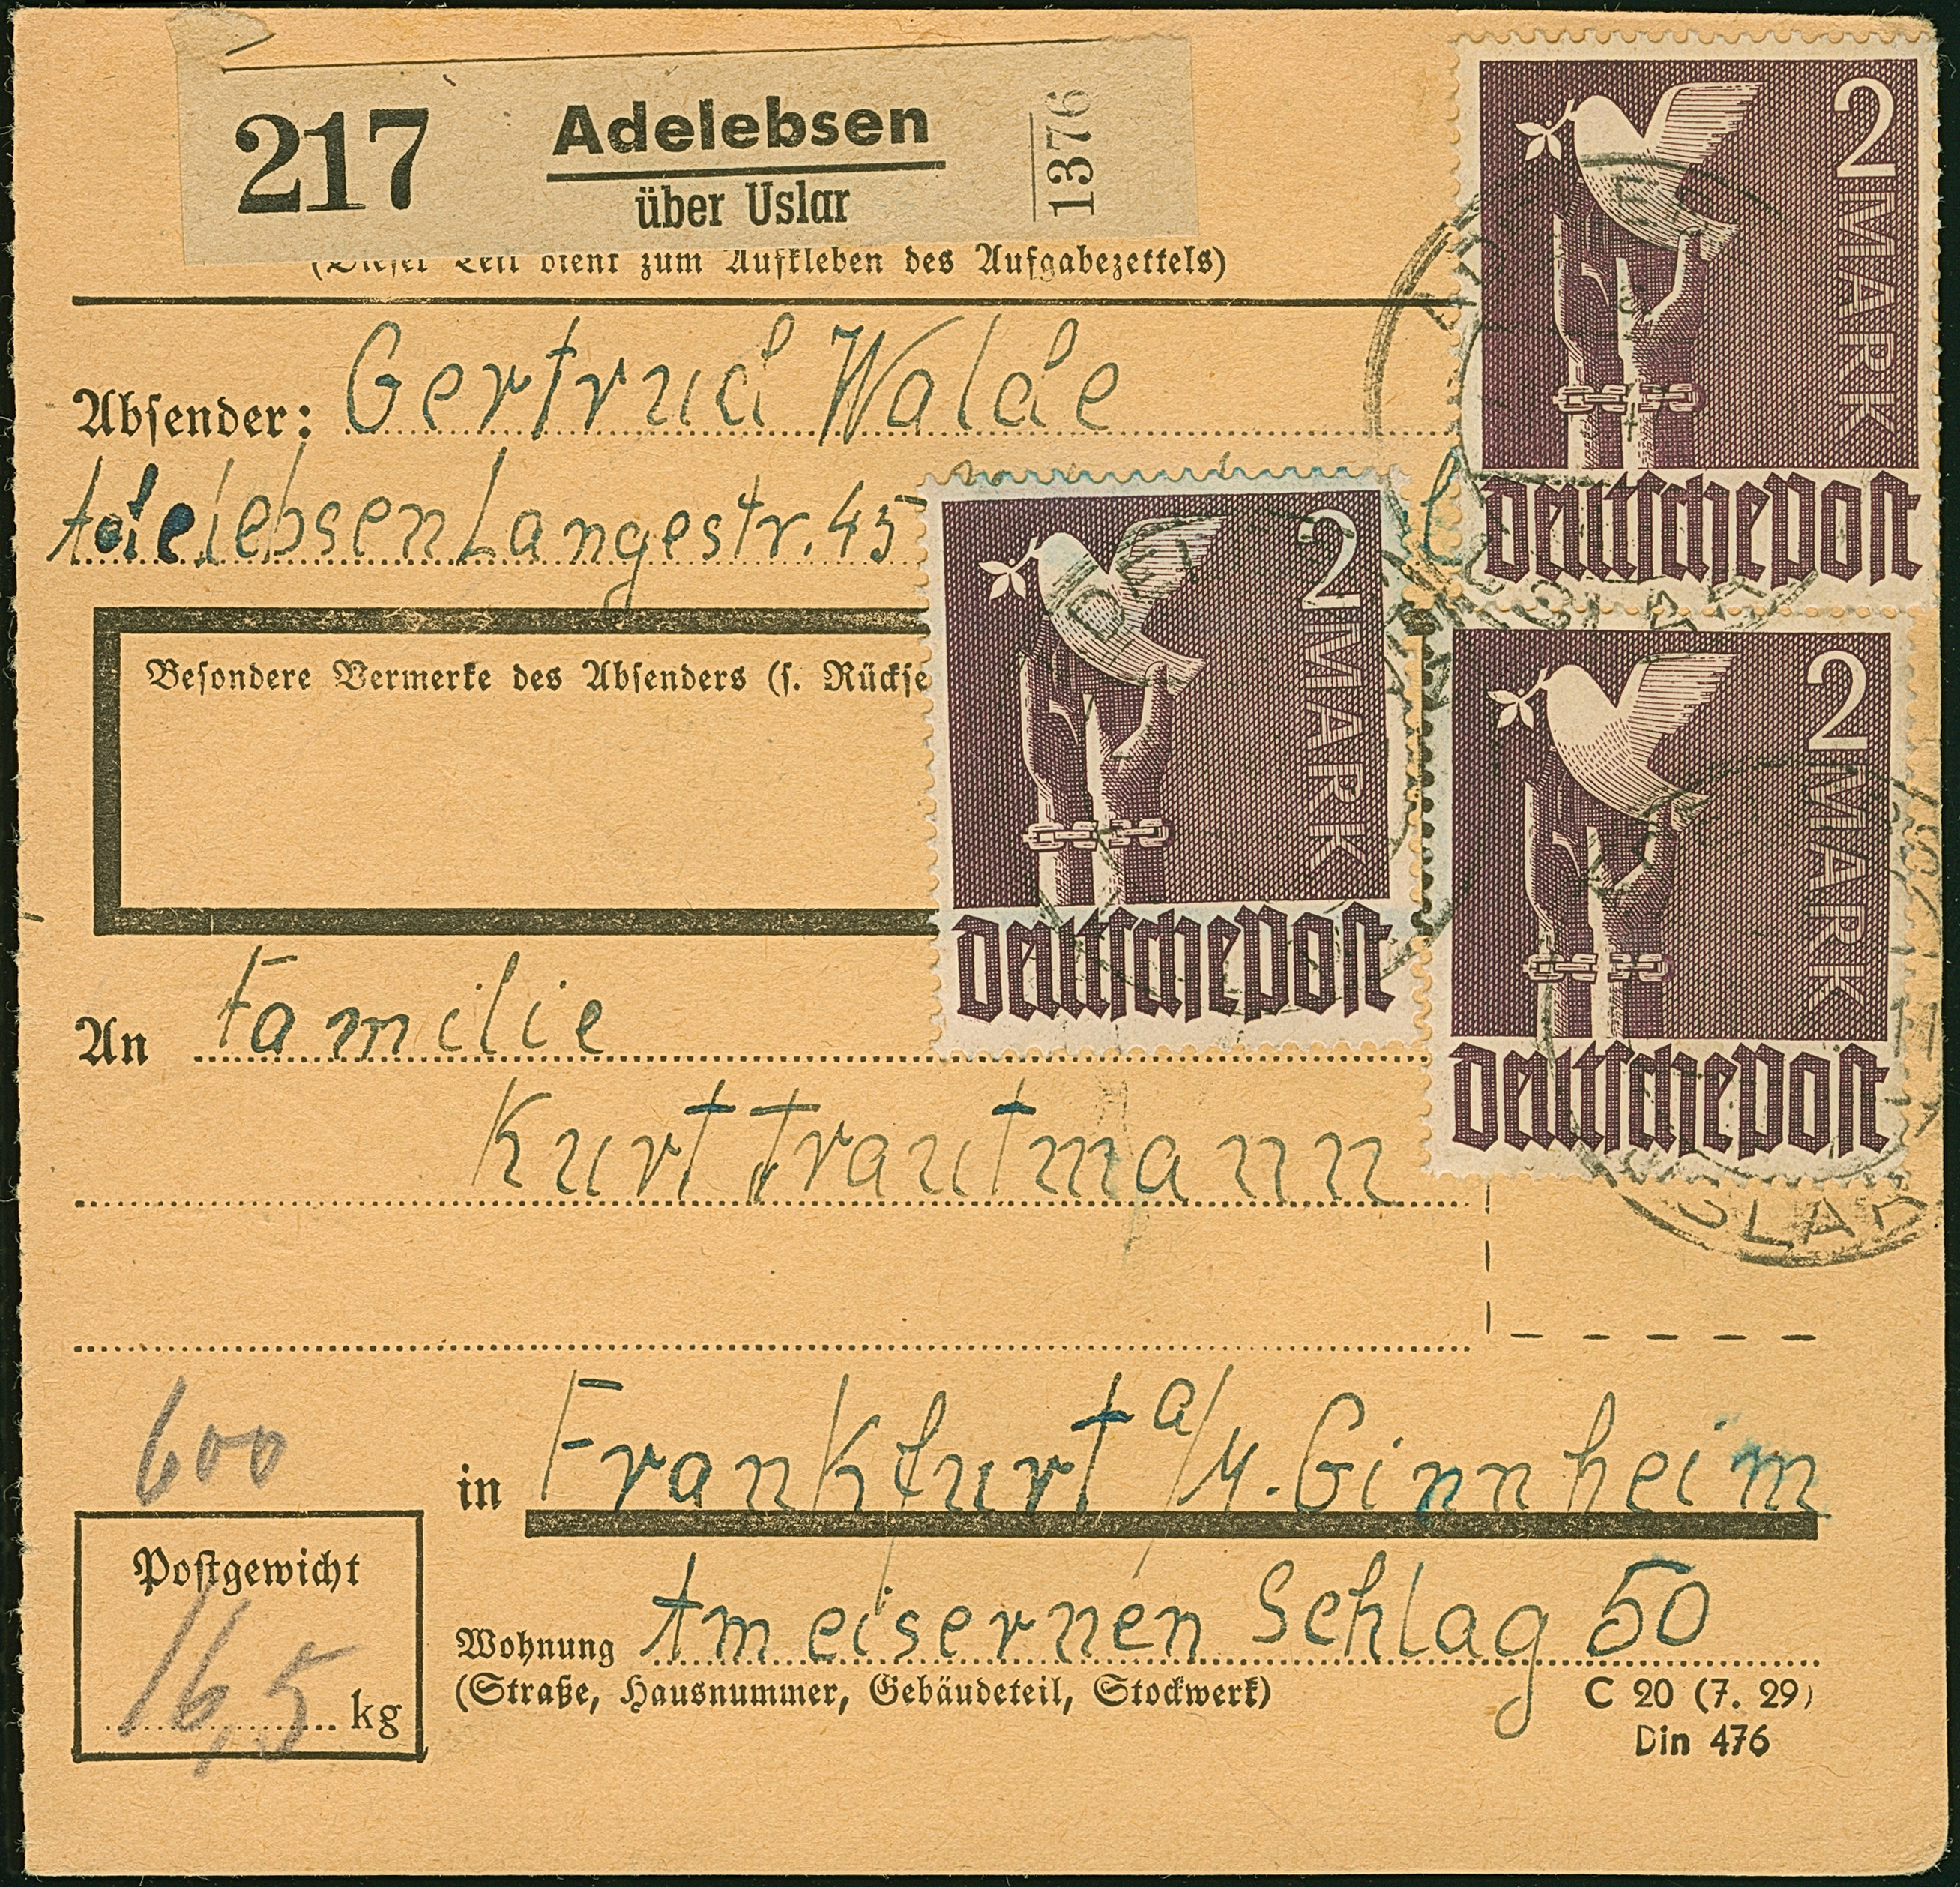 217 Adelebsen 1376
über Uslar
(Dieser Teil dient zum Aufkleben des Aufgabezettels)
Absender: Gertrud Walde
Adelebsen Langestr. 45
Besondere Vermerke des Absenders (s. Rückse
2 MARK
Deutsche Post
2 MARK
Deutsche Post
2 MARK
Deutsche Post
An Familie
Kurt Trautmann
600
in Frankfurt a/M. Ginnheim
Postgewicht
16,5 kg
Wohnung Am eisernen Schlag 50
(Straße, Hausnummer, Gebäudeteil, Stockwerk)
C 20 (7. 29)
Din 476